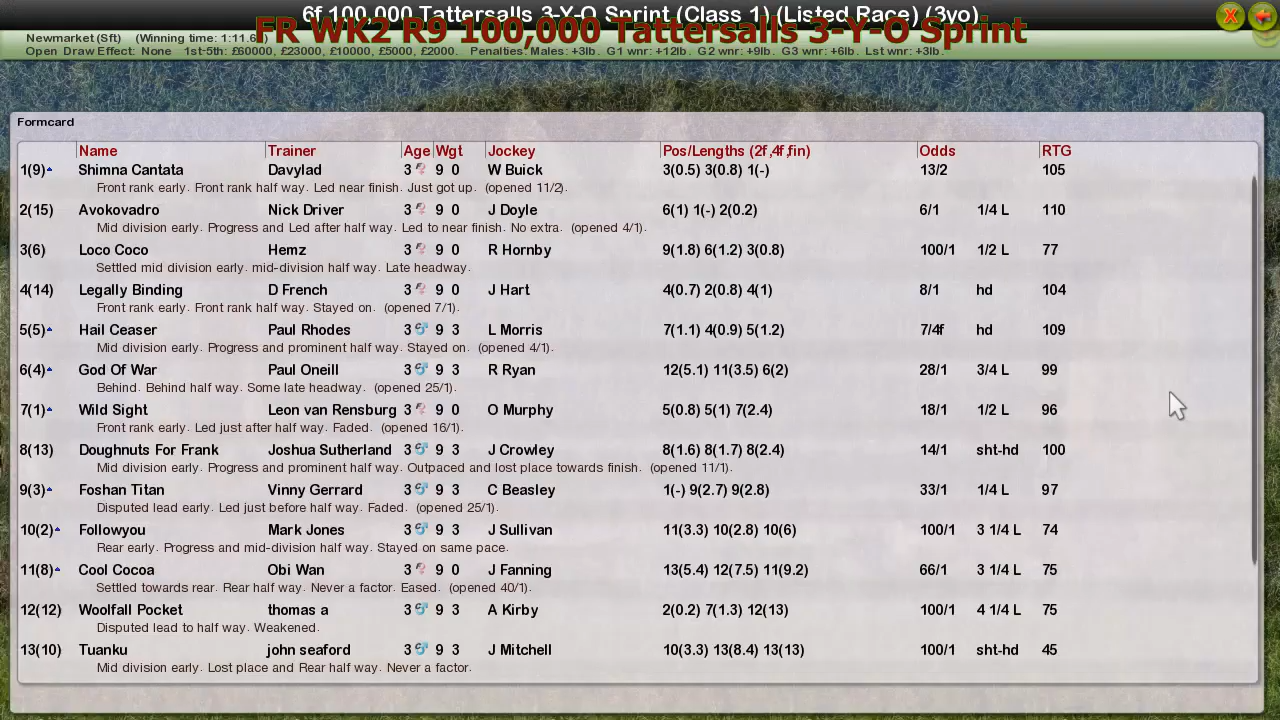 6f 100,000 Tattersalls 3-Y-O Sprint (Class 1) (Listed Race) (3yo)
FR WK2 R9 100,000 Tattersalls 3-Y-O Sprint
Newmarket (Sft) (Winning time: 1:11.6
Open Draw Effect: None 1st-5th: £60000, £23000, £10000, £5000, £2000. Penalties: Males: +3lb. G1 wnr: +12lb. G2 wnr: +9lb. G3 wnr: +6lb. Lst wnr: +3lb.
Formcard
Name Trainer Age Wgt Jockey Pos/Lengths (2f,4f,fin) Odds RTG
1(9) Shimna Cantata Davylad 3 9 0 W Buick 3(0.5) 3(0.8) 1(-) 13/2 105
Front rank early. Front rank half way. Led near finish. Just got up. (opened 11/2).
2(15) Avokovadro Nick Driver 3 9 0 J Doyle 6(1) 1(-) 2(0.2) 6/1 1/4 L 110
Mid division early. Progress and Led after half way. Led to near finish. No extra. (opened 4/1).
3(6) Loco Coco Hemz 3 9 0 R Hornby 9(1.8) 6(1.2) 3(0.8) 100/1 1/2 L 77
Settled mid division early. mid-division half way. Late headway.
4(14) Legally Binding D French 3 9 0 J Hart 4(0.7) 2(0.8) 4(1) 8/1 hd 104
Front rank early. Front rank half way. Stayed on. (opened 7/1).
5(5) Hail Ceaser Paul Rhodes 3 9 3 L Morris 7(1.1) 4(0.9) 5(1.2) 7/4f hd 109
Mid division early. Progress and prominent half way. Stayed on. (opened 4/1).
6(4) God Of War Paul Oneill 3 9 3 R Ryan 12(5.1) 11(3.5) 6(2) 28/1 3/4 L 99
Behind. Behind half way. Some late headway. (opened 25/1).
7(1) Wild Sight Leon van Rensburg 3 9 0 O Murphy 5(0.8) 5(1) 7(2.4) 18/1 1/2 L 96
Front rank early. Led just after half way. Faded. (opened 16/1).
8(13) Doughnuts For Frank Joshua Sutherland 3 9 3 J Crowley 8(1.6) 8(1.7) 8(2.4) 14/1 sht-hd 100
Mid division early. Progress and prominent half way. Outpaced and lost place towards finish. (opened 11/1).
9(3) Foshan Titan Vinny Gerrard 3 9 3 C Beasley 1(-) 9(2.7) 9(2.8) 33/1 1/4 L 97
Disputed lead early. Led just before half way. Faded. (opened 25/1).
10(2) Followyou Mark Jones 3 9 3 J Sullivan 11(3.3) 10(2.8) 10(6) 100/1 3 1/4 L 74
Rear early. Progress and mid-division half way. Stayed on same pace.
11(8) Cool Cocoa Obi Wan 3 9 0 J Fanning 13(5.4) 12(7.5) 11(9.2) 66/1 3 1/4 L 75
Settled towards rear. Rear half way. Never a factor. Eased. (opened 40/1).
12(12) Woolfall Pocket thomas a 3 9 3 A Kirby 2(0.2) 7(1.3) 12(13) 100/1 4 1/4 L 75
Disputed lead to half way. Weakened.
13(10) Tuanku john seaford 3 9 3 J Mitchell 10(3.3) 13(8.4) 13(13) 100/1 sht-hd 45
Mid division early. Lost place and Rear half way. Never a factor.